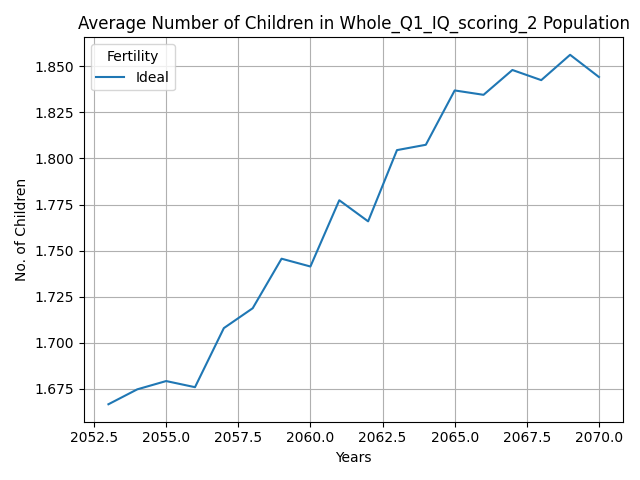 Average Number of Children in Whole_Q1_IQ_scoring_2 Population
Fertility
Ideal
No. of Children
1.850
1.825
1.800
1.775
1.750
1.725
1.700
1.675
2052.5 2055.0 2057.5 2060.0 2062.5 2065.0 2067.5 2070.0
Years